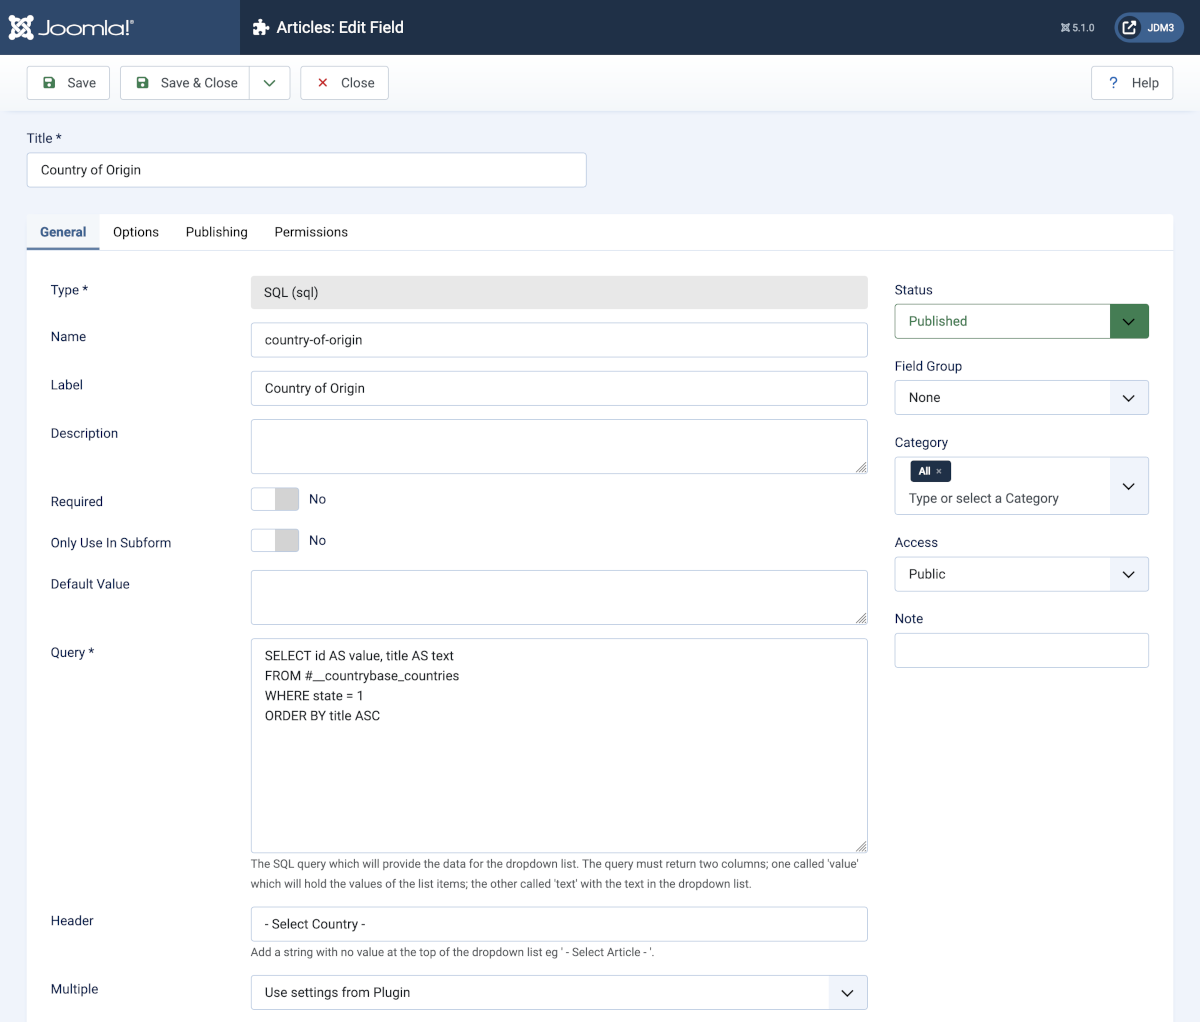 Joomla!®
Articles: Edit Field
5.1.0
JDM3
Save
Save & Close
Close
? Help
Title *
Country of Origin
General Options Publishing Permissions
Type *
SQL (sql)
Name
country-of-origin
Label
Country of Origin
Description
Required
No
Only Use In Subform
No
Default Value
Query *
SELECT id AS value, title AS text
FROM #__countrybase_countries
WHERE state = 1
ORDER BY title ASC
The SQL query which will provide the data for the dropdown list. The query must return two columns; one called 'value'
which will hold the values of the list items; the other called 'text' with the text in the dropdown list.
Header
- Select Country -
Add a string with no value at the top of the dropdown list eg ' - Select Article - '.
Multiple
Use settings from Plugin
Status
Published
Field Group
None
Category
All ×
Type or select a Category
Access
Public
Note